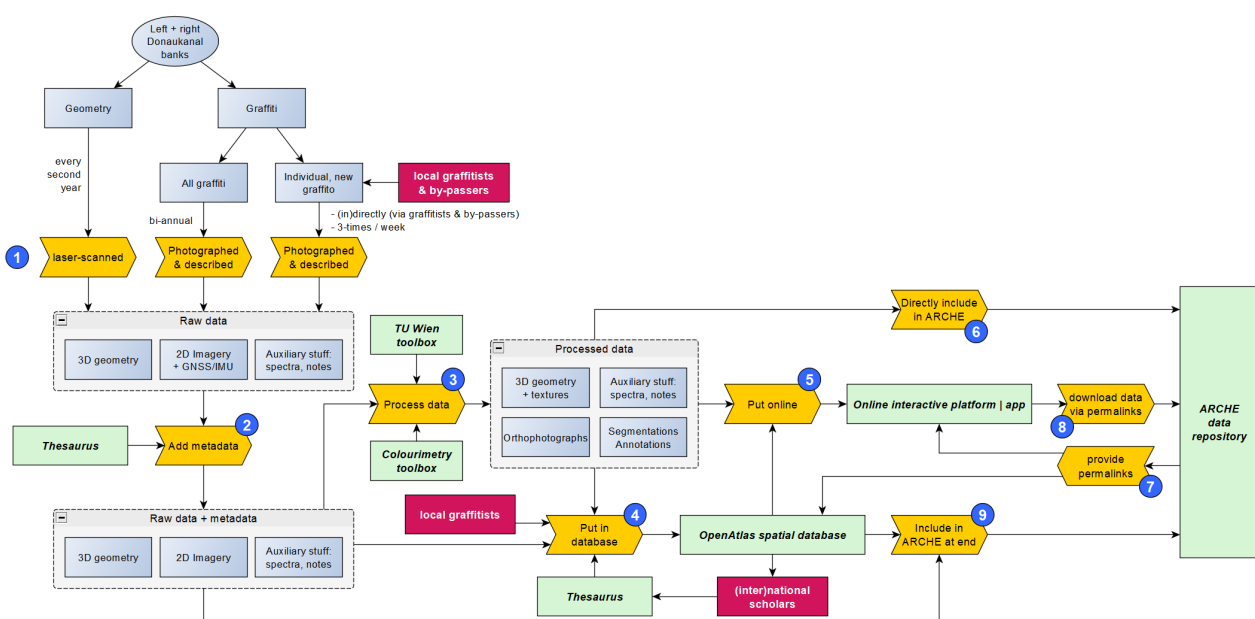 Left + right
Donaukanal
banks
Geometry
Graffiti
every
second
year
All graffiti
Individual, new
graffito
local graffitists
& by-passers
bi-annual
- (in)directly (via graffitists & by-passers)
- 3-times / week
1
laser-scanned
Photographed
& described
Photographed
& described
Raw data
3D geometry
2D Imagery
+ GNSS/IMU
Auxiliary stuff:
spectra, notes
TU Wien
toolbox
Processed data
Directly include
in ARCHE
6
3
Process data
3D geometry
+ textures
Auxiliary stuff:
spectra, notes
5
Put online
Online interactive platform | app
download data
via permalinks
8
ARCHE
data
repository
2
Thesaurus
Add metadata
Colourimetry
toolbox
Orthophotographs
Segmentations
Annotations
provide
permalinks
7
Raw data + metadata
3D geometry
2D Imagery
Auxiliary stuff:
spectra, notes
local graffitists
4
Put in
database
OpenAtlas spatial database
9
Include in
ARCHE at end
Thesaurus
(inter)national
scholars